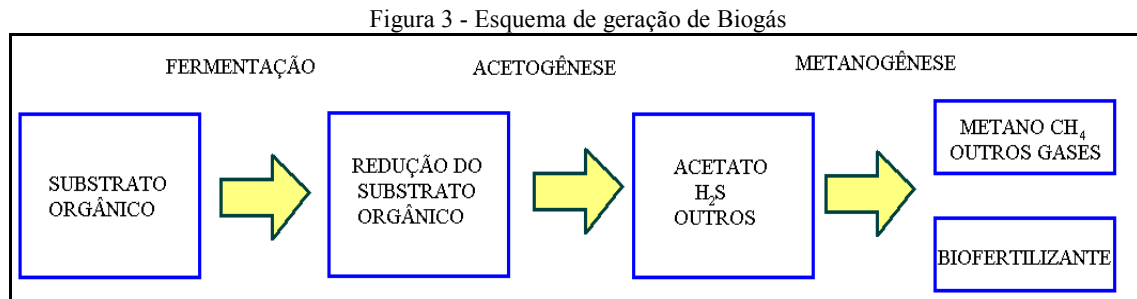 Figura 3 - Esquema de geração de Biogás
FERMENTAÇÃO
ACETOGÊNESE
METANOGÊNESE
SUBSTRATO
ORGÂNICO
REDUÇÃO DO
SUBSTRATO
ORGÂNICO
ACETATO
H₂S
OUTROS
METANO CH₄
OUTROS GASES
BIOFERTILIZANTE